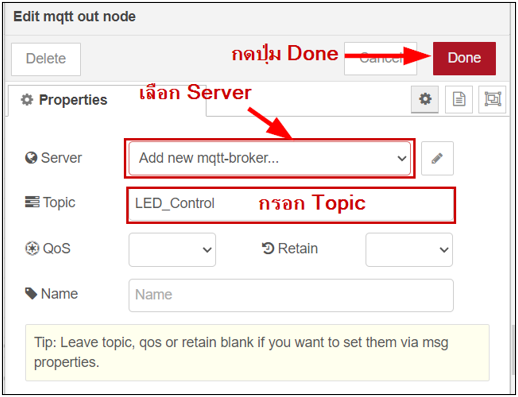 Edit mqtt out node
Delete
กดปุ่ม Done
Cancel
Done
Properties
เลือก Server
Server
Add new mqtt-broker...
Topic
LED_Control
กรอก Topic
QoS
Retain
Name
Name
Tip: Leave topic, qos or retain blank if you want to set them via msg
properties.